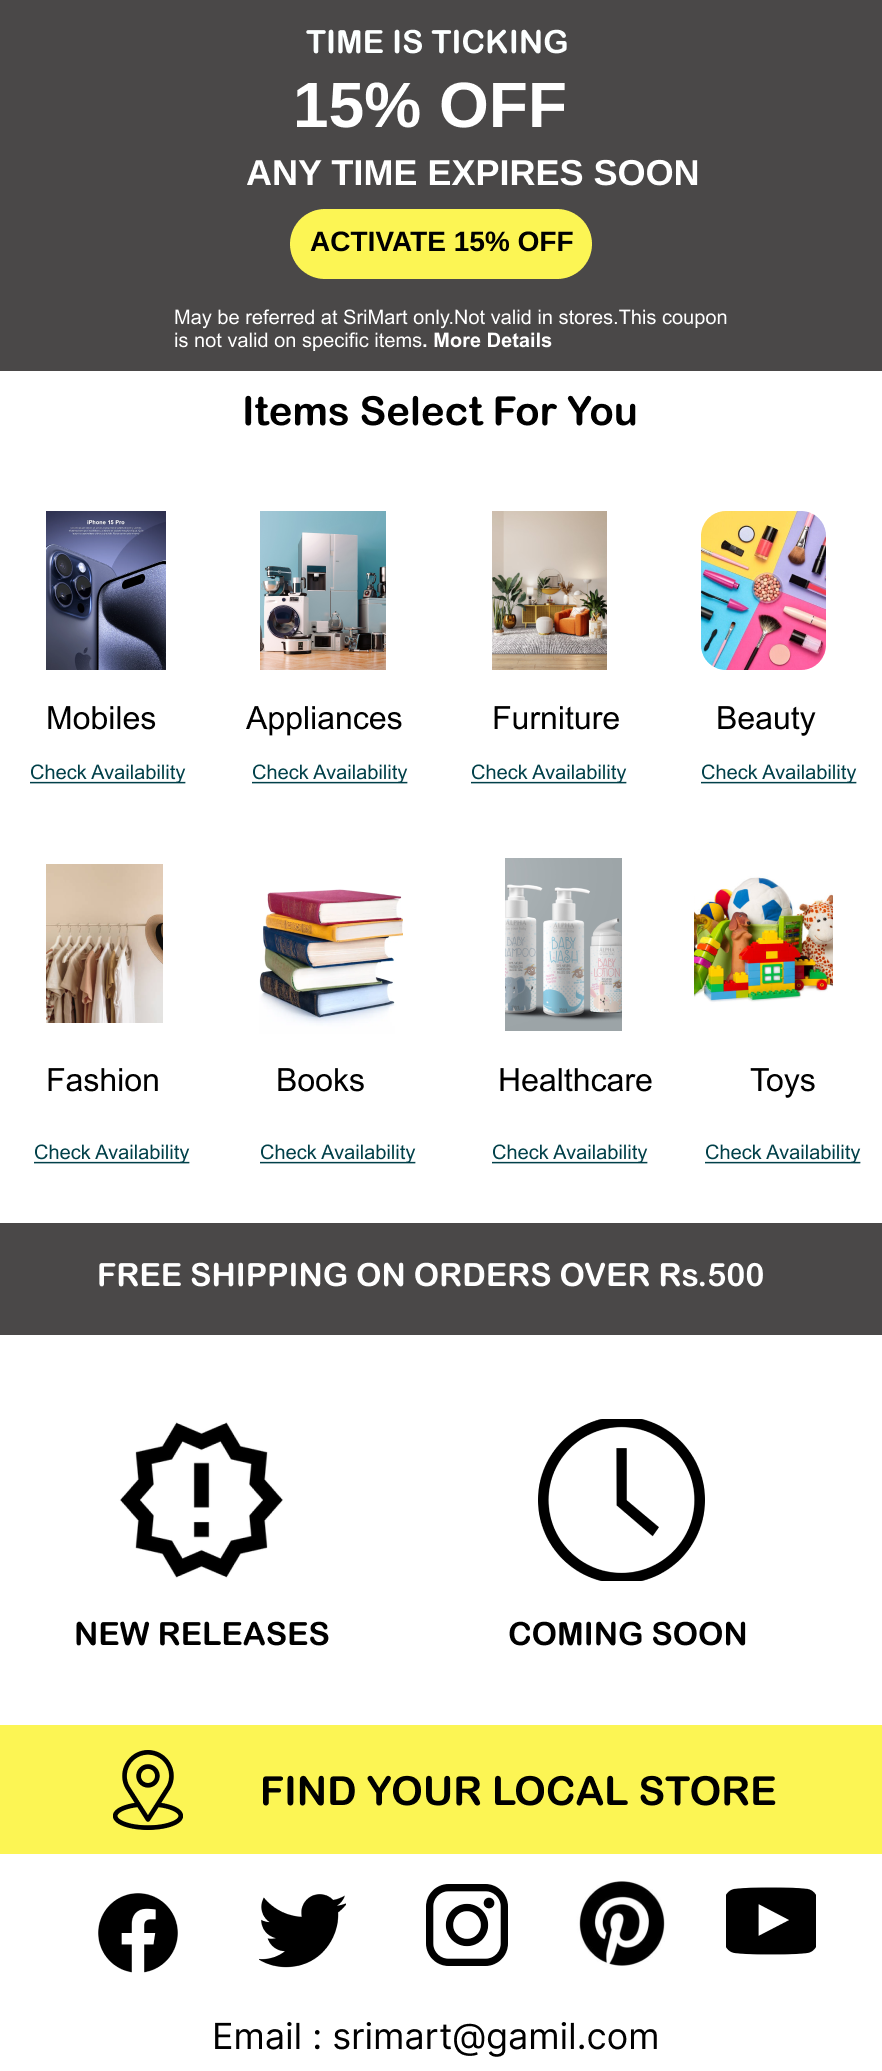 TIME IS TICKING
15% OFF
ANY TIME EXPIRES SOON
ACTIVATE 15% OFF
May be referred at SriMart only.Not valid in stores.This coupon
is not valid on specific items. More Details
Items Select For You
iPhone 15 Pro
Mobiles Appliances Furniture Beauty
Check Availability Check Availability Check Availability Check Availability
BABY WASH
BABY LOTION
Fashion Books Healthcare Toys
Check Availability Check Availability Check Availability Check Availability
FREE SHIPPING ON ORDERS OVER Rs.500
NEW RELEASES COMING SOON
FIND YOUR LOCAL STORE
Email : srimart@gamil.com